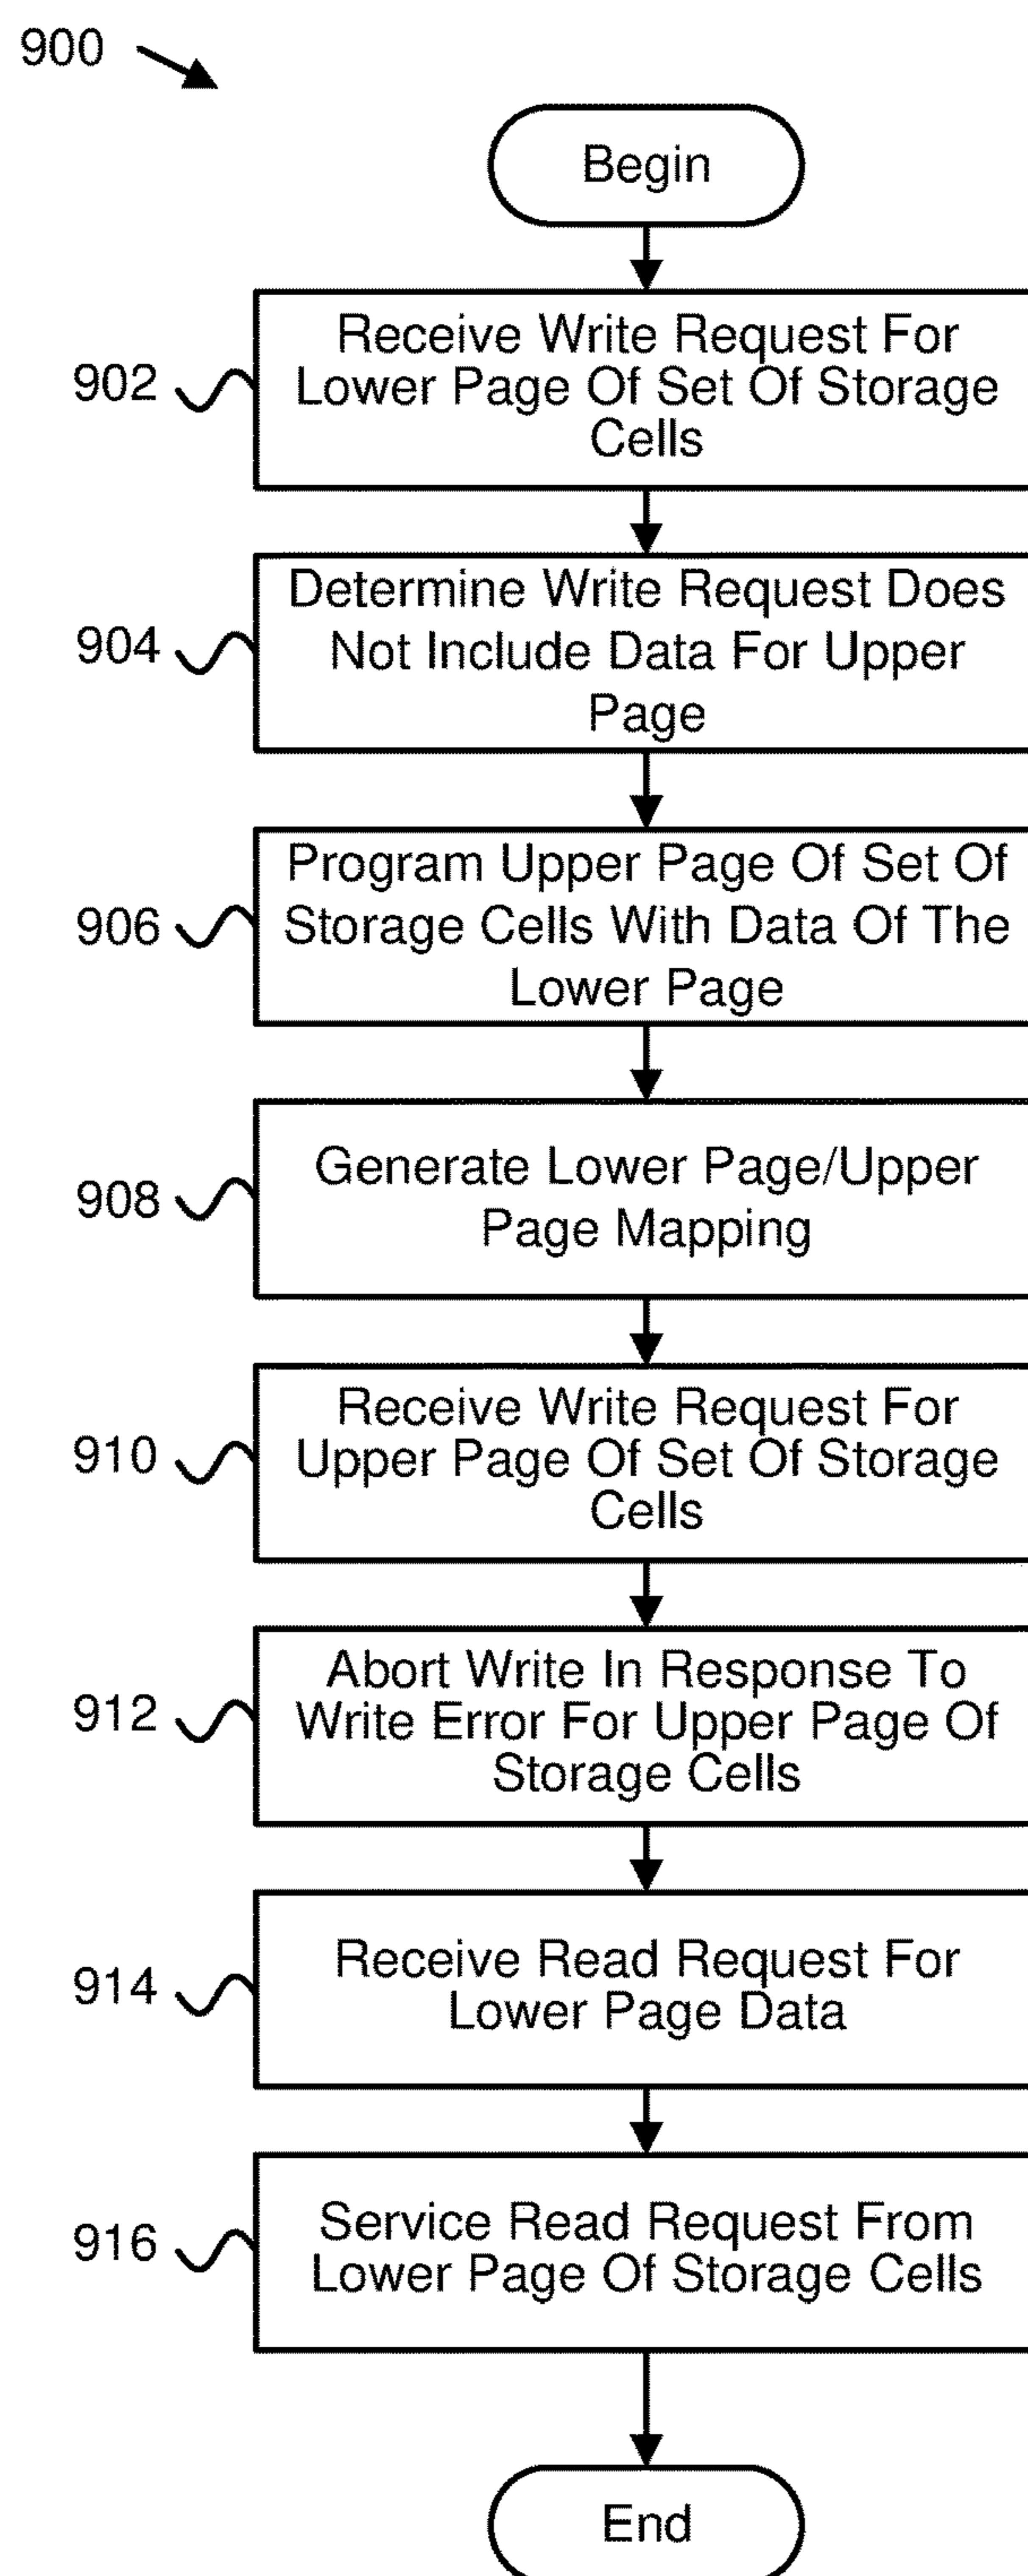 900
Begin
902
Receive Write Request For
Lower Page Of Set Of Storage
Cells
904
Determine Write Request Does
Not Include Data For Upper
Page
906
Program Upper Page Of Set Of
Storage Cells With Data Of The
Lower Page
908
Generate Lower Page/Upper
Page Mapping
910
Receive Write Request For
Upper Page Of Set Of Storage
Cells
912
Abort Write In Response To
Write Error For Upper Page Of
Storage Cells
914
Receive Read Request For
Lower Page Data
916
Service Read Request From
Lower Page Of Storage Cells
End